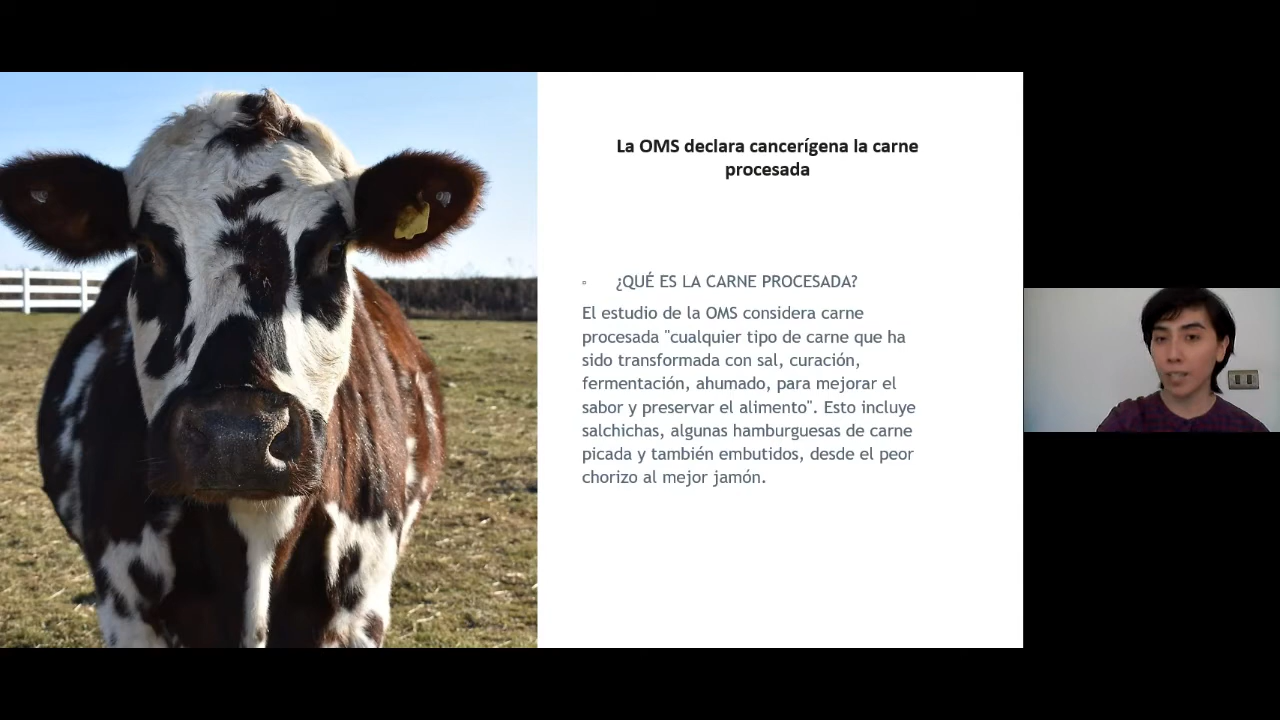 La OMS declara cancerígena la carne
procesada
▫ ¿QUÉ ES LA CARNE PROCESADA?
El estudio de la OMS considera carne
procesada "cualquier tipo de carne que ha
sido transformada con sal, curación,
fermentación, ahumado, para mejorar el
sabor y preservar el alimento". Esto incluye
salchichas, algunas hamburguesas de carne
picada y también embutidos, desde el peor
chorizo al mejor jamón.